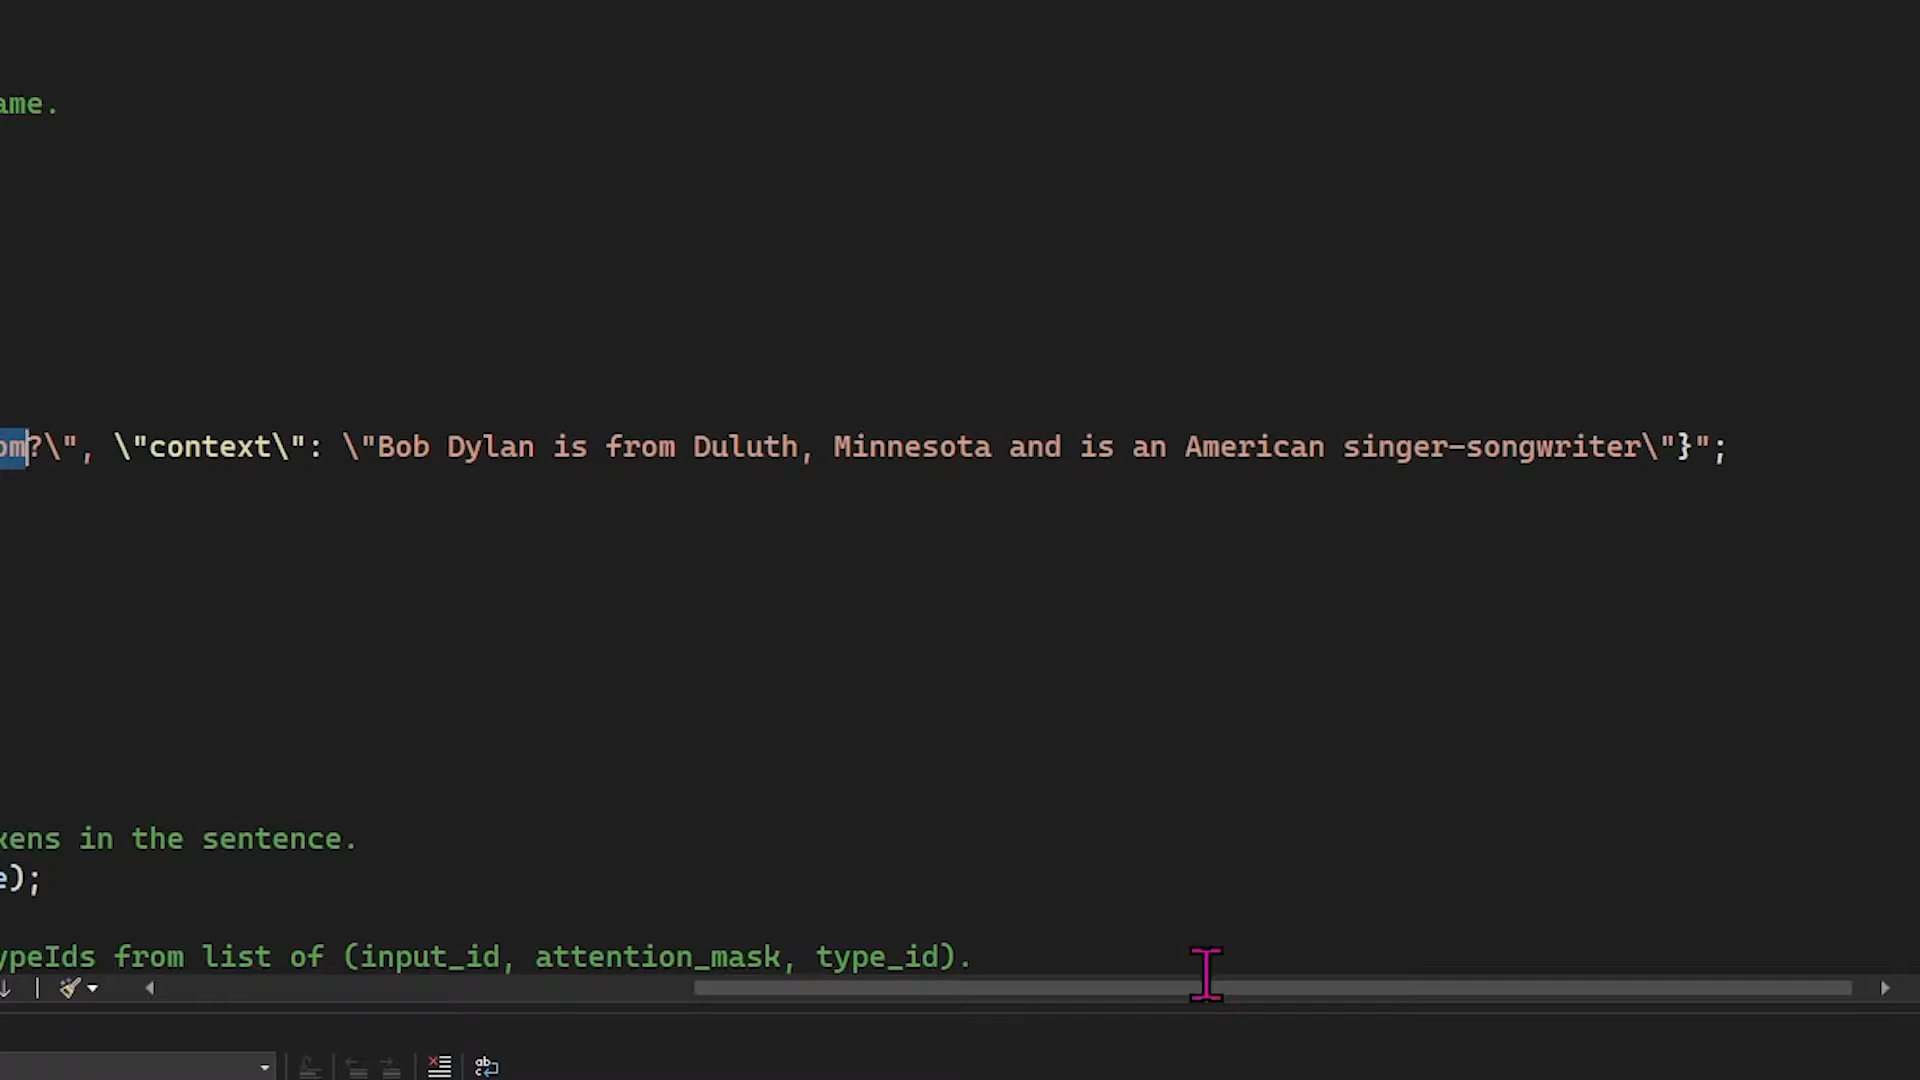 ame.
om?\", \"context\": \"Bob Dylan is from Duluth, Minnesota and is an American singer-songwriter\"}";
kens in the sentence.
e);
ypeIds from list of (input_id, attention_mask, type_id).